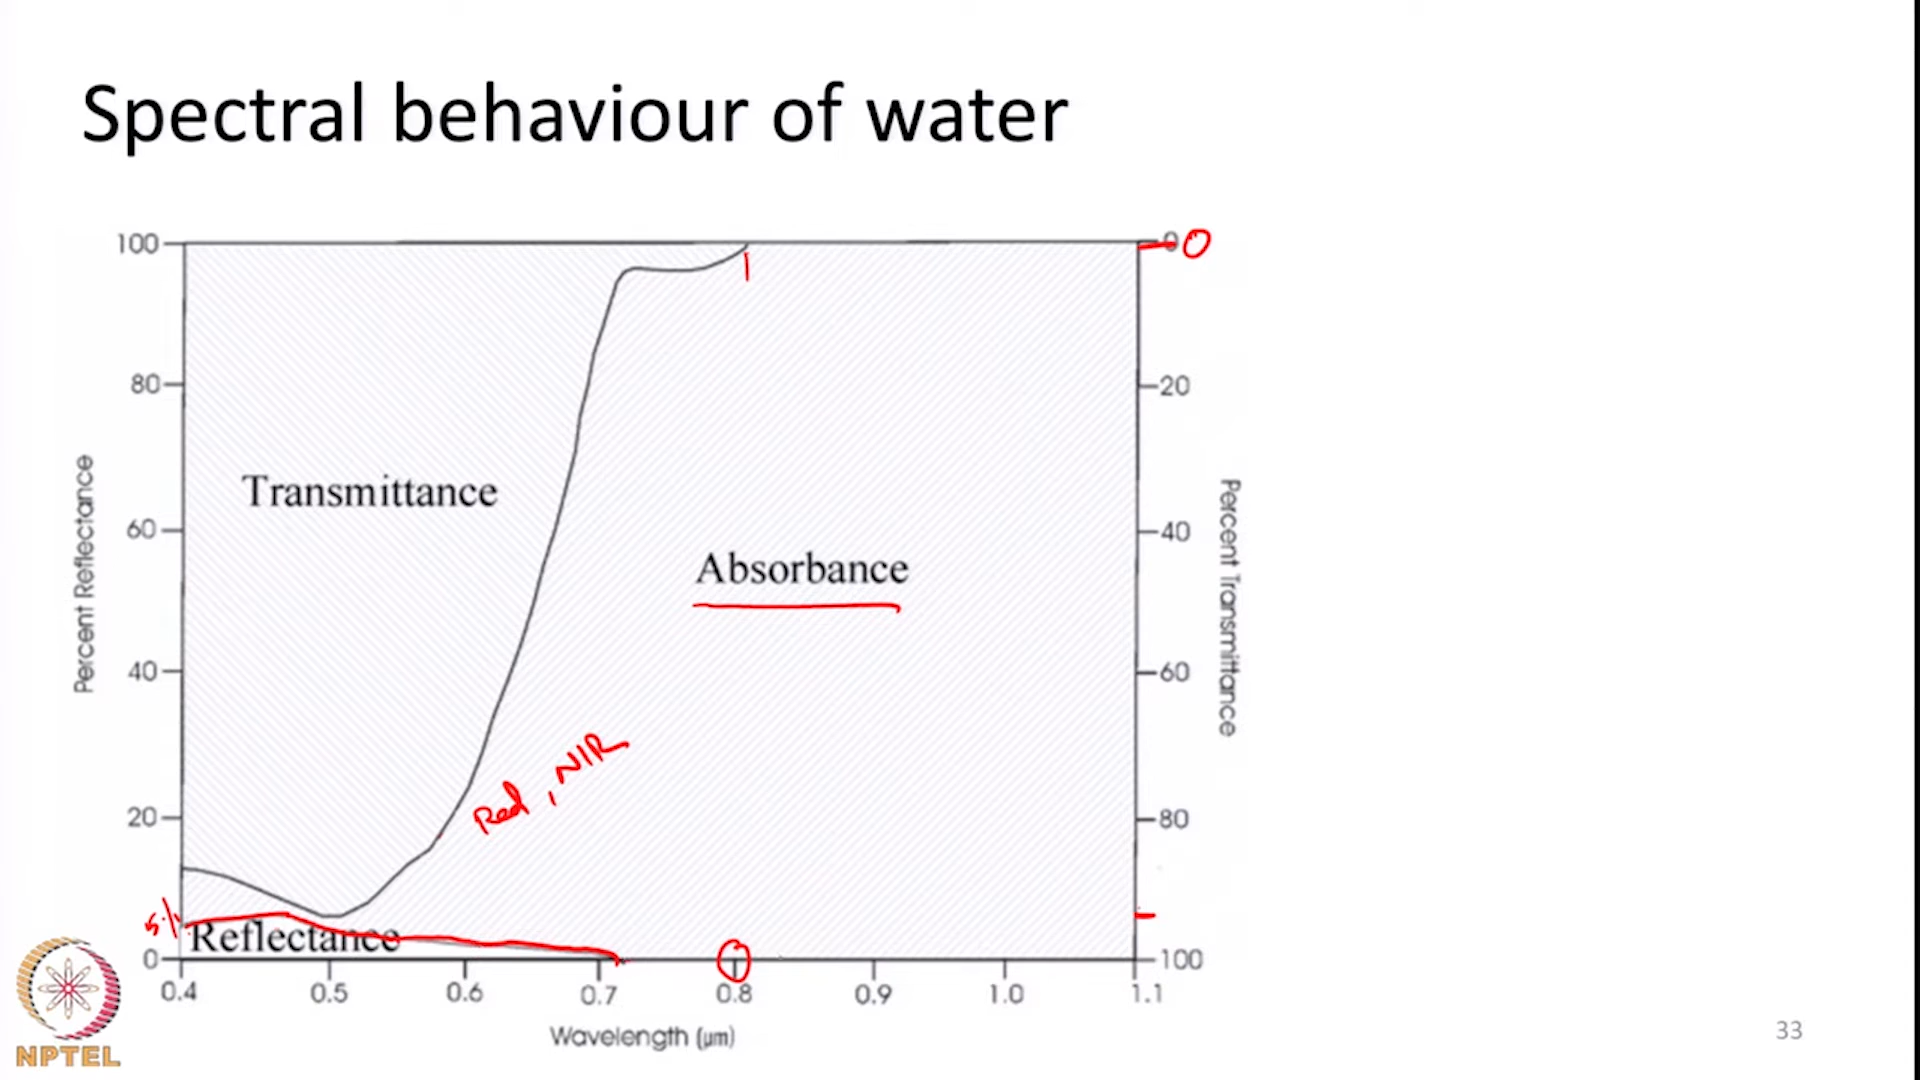 Spectral behaviour of water
100
80
60
40
20
0
Percent Reflectance
0
20
40
60
80
100
Percent Transmittance
0
Transmittance
Absorbance
Red, NIR
5%
Reflectance
0.4 0.5 0.6 0.7 0.8 0.9 1.0 1.1
Wavelength (μm)
NPTEL
33